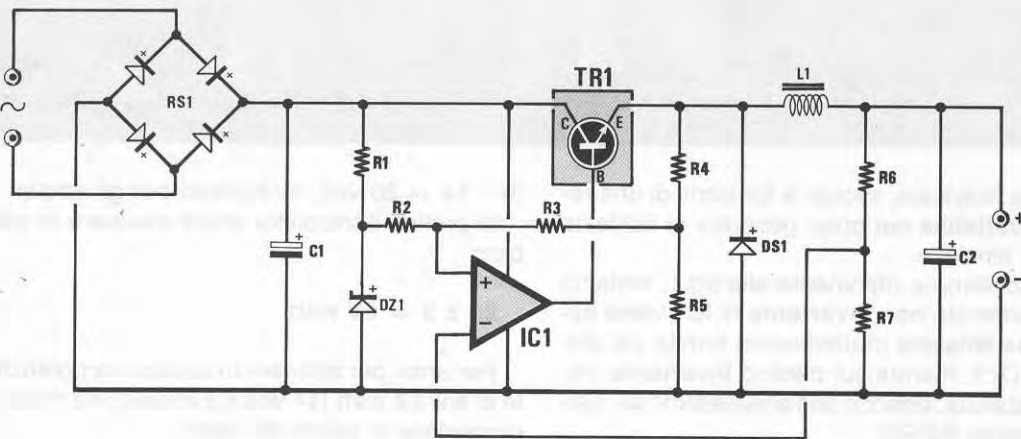 TR1
L1
~
RS1
C
E
B
R1
R4
R6
R2
R3
C1
DS1
C2
+
-
DZ1
+
-
IC1
R5
R7